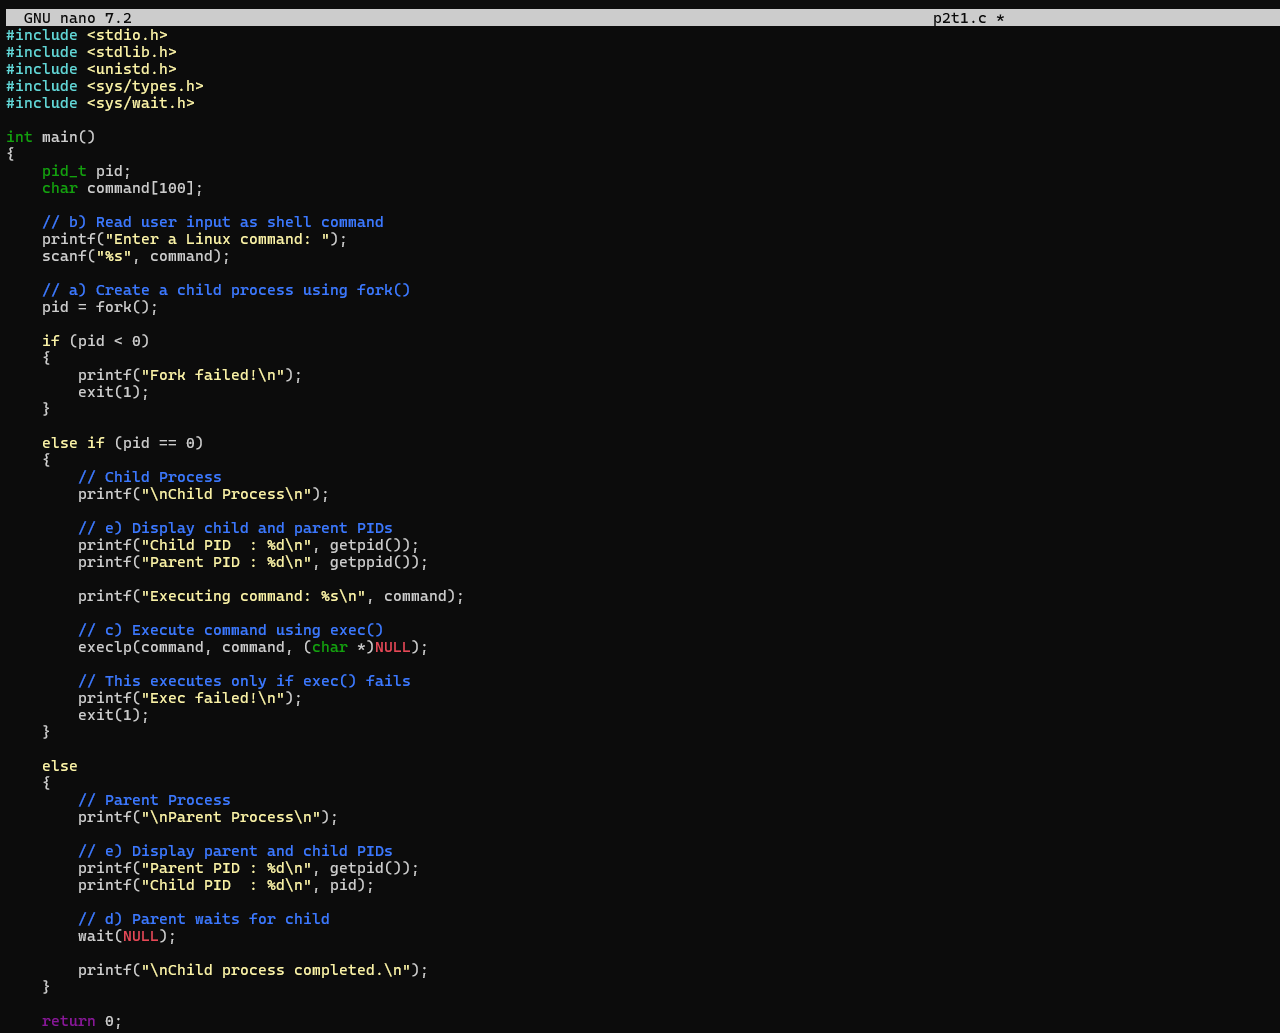 GNU nano 7.2 p2t1.c *
#include <stdio.h>
#include <stdlib.h>
#include <unistd.h>
#include <sys/types.h>
#include <sys/wait.h>

int main()
{
    pid_t pid;
    char command[100];

    // b) Read user input as shell command
    printf("Enter a Linux command: ");
    scanf("%s", command);

    // a) Create a child process using fork()
    pid = fork();

    if (pid < 0)
    {
        printf("Fork failed!\n");
        exit(1);
    }

    else if (pid == 0)
    {
        // Child Process
        printf("\nChild Process\n");

        // e) Display child and parent PIDs
        printf("Child PID  : %d\n", getpid());
        printf("Parent PID : %d\n", getppid());

        printf("Executing command: %s\n", command);

        // c) Execute command using exec()
        execlp(command, command, (char *)NULL);

        // This executes only if exec() fails
        printf("Exec failed!\n");
        exit(1);
    }

    else
    {
        // Parent Process
        printf("\nParent Process\n");

        // e) Display parent and child PIDs
        printf("Parent PID : %d\n", getpid());
        printf("Child PID  : %d\n", pid);

        // d) Parent waits for child
        wait(NULL);

        printf("\nChild process completed.\n");
    }

    return 0;